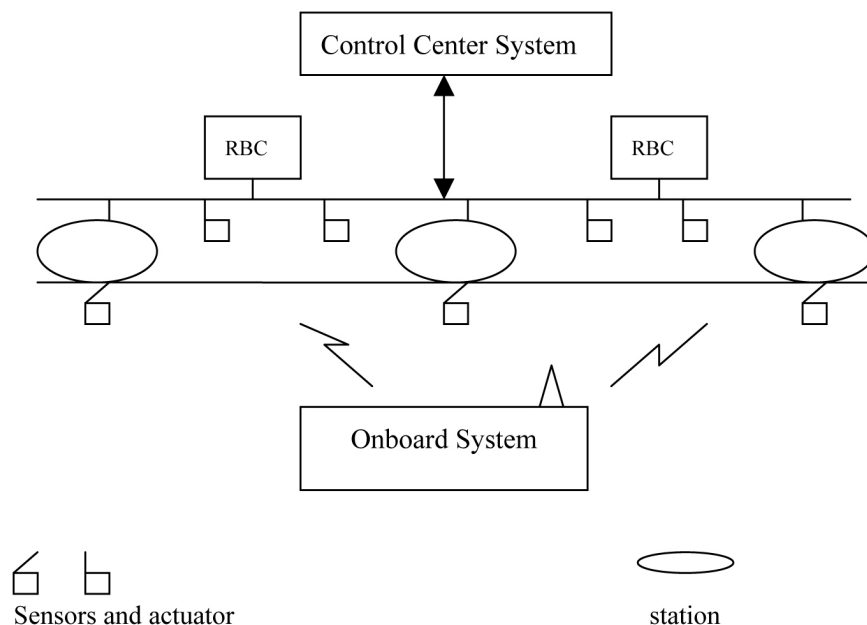 Control Center System
RBC
RBC
Onboard System
Sensors and actuator
station